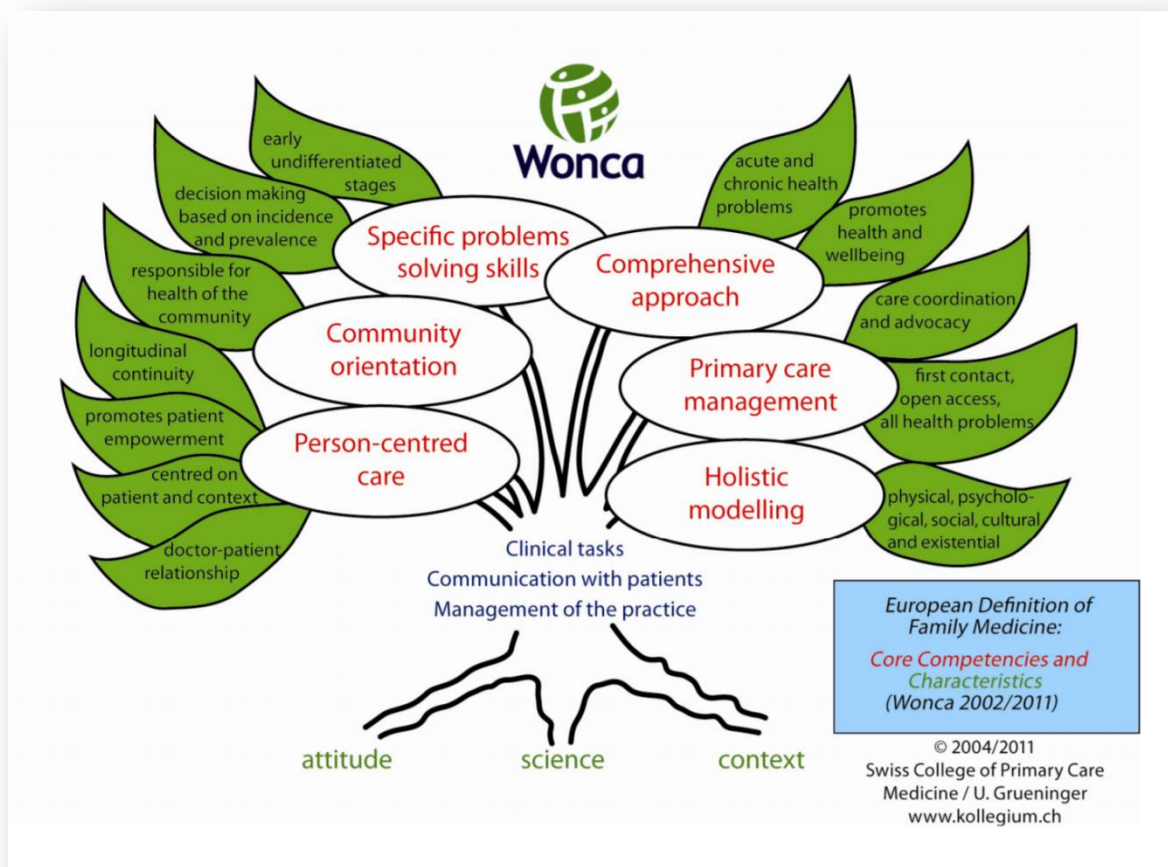 Wonca
early
undifferentiated
stages
decision making
based on incidence
and prevalence
responsible for
health of the
community
longitudinal
continuity
promotes patient
empowerment
centred on
patient and context
doctor-patient
relationship
Specific problems
solving skills
Community
orientation
Person-centred
care
Comprehensive
approach
Primary care
management
Holistic
modelling
acute and
chronic health
problems
promotes
health and
wellbeing
care coordination
and advocacy
first contact,
open access,
all health problems
physical, psycholo-
gical, social, cultural
and existential
Clinical tasks
Communication with patients
Management of the practice
attitude
science
context
European Definition of
Family Medicine:
Core Competencies and
Characteristics
(Wonca 2002/2011)
© 2004/2011
Swiss College of Primary Care
Medicine / U. Grueninger
www.kollegium.ch